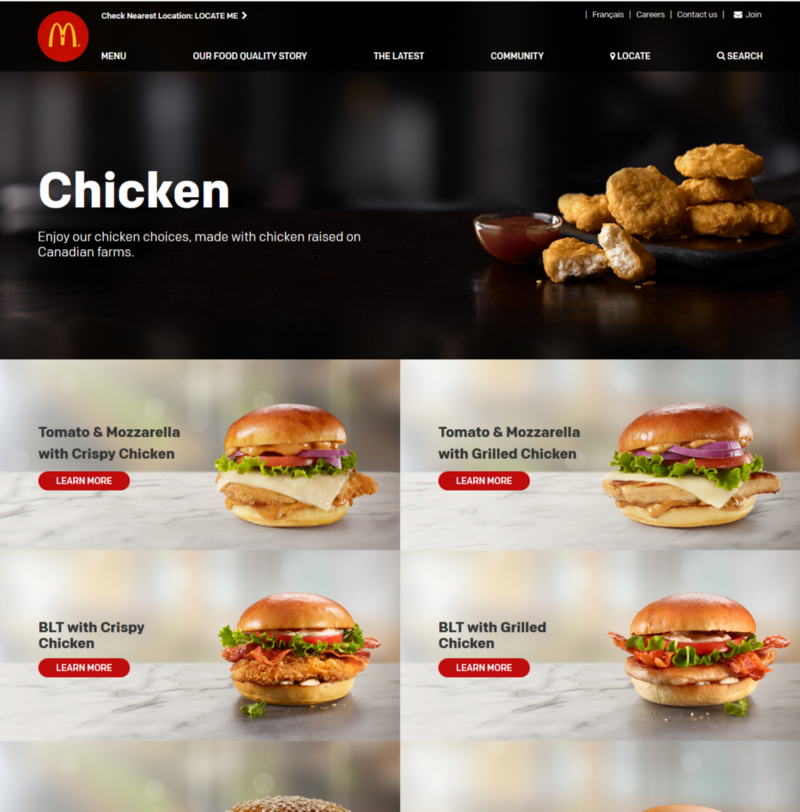 Check Nearest Location: LOCATE ME
| Français | Careers | Contact us | Join
MENU OUR FOOD QUALITY STORY THE LATEST COMMUNITY LOCATE SEARCH
Chicken
Enjoy our chicken choices, made with chicken raised on
Canadian farms.
Tomato & Mozzarella
with Crispy Chicken
LEARN MORE
Tomato & Mozzarella
with Grilled Chicken
LEARN MORE
BLT with Crispy
Chicken
LEARN MORE
BLT with Grilled
Chicken
LEARN MORE